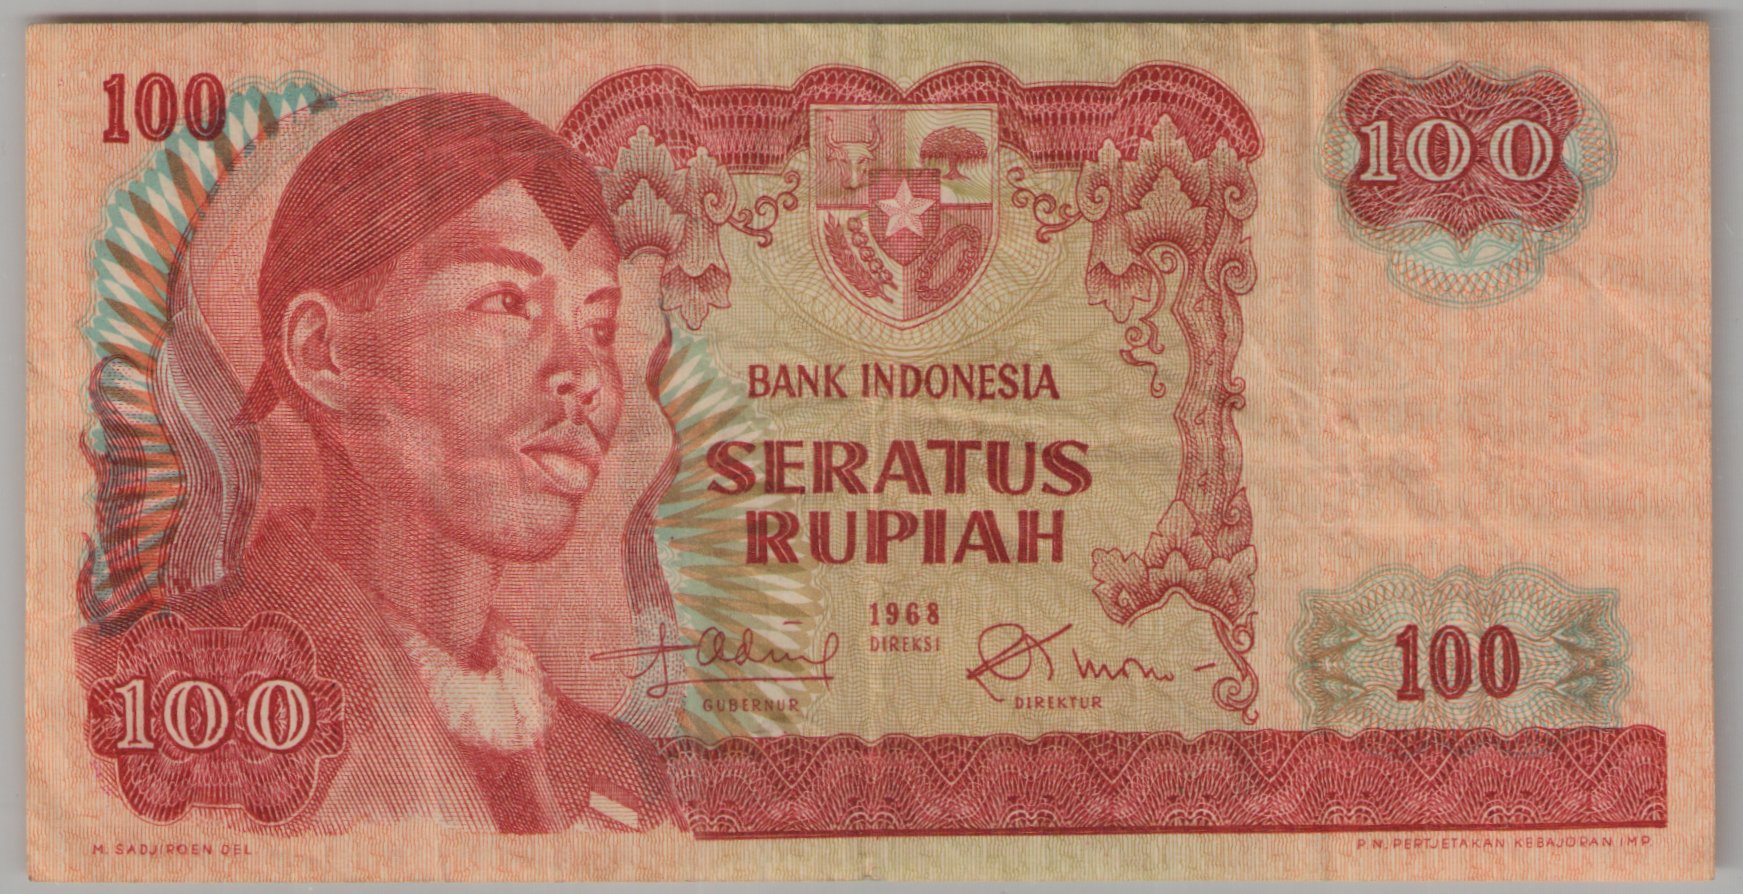 100
100
BANK INDONESIA
SERATUS
RUPIAH
1968
DIREKSI
GUBERNUR
DIREKTUR
100
100
M. SADJIROEN DEL.
P.N. PERTJETAKAN KEBAJORAN IMP.